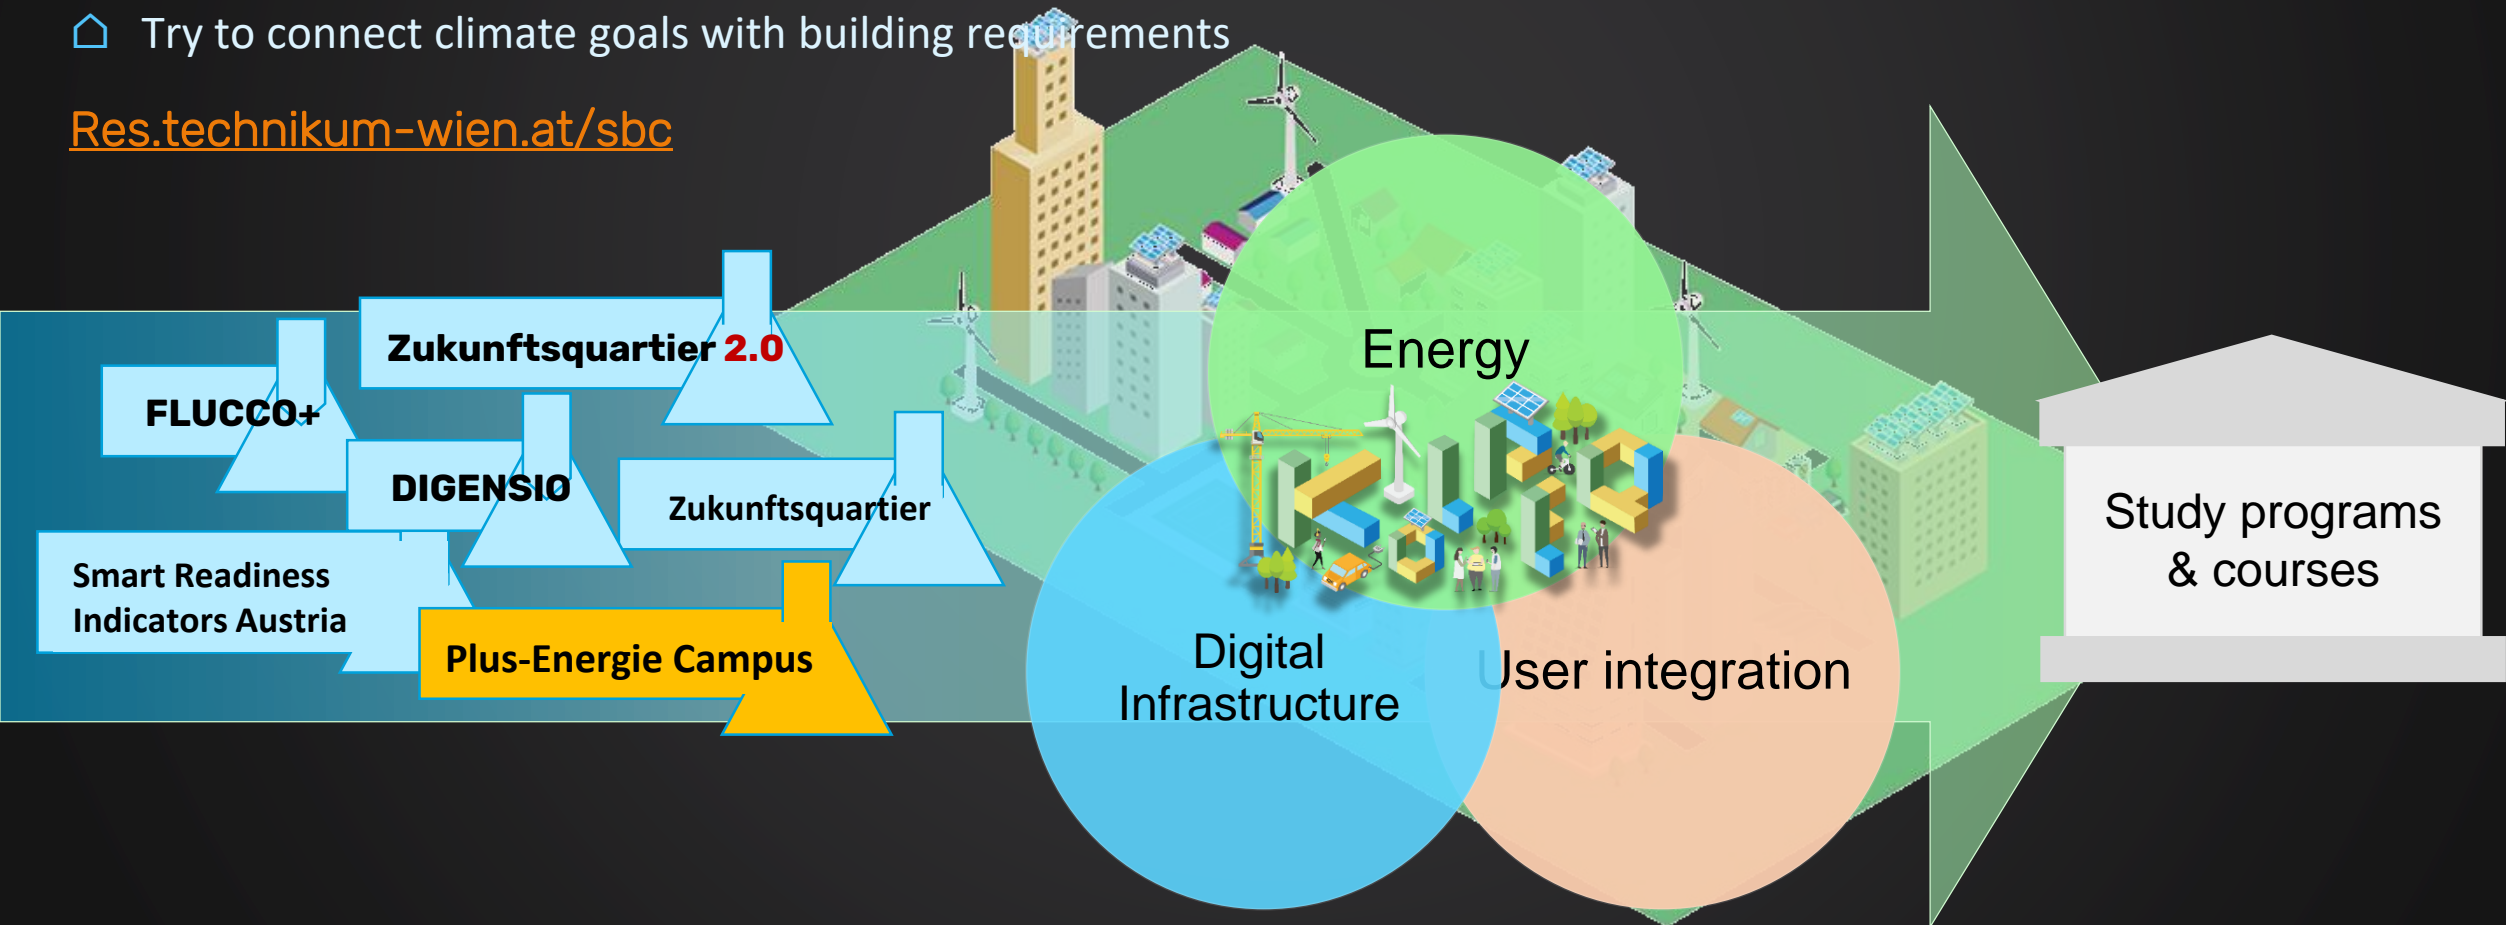 Try to connect climate goals with building requirements
Res.technikum-wien.at/sbc
Zukunftsquartier 2.0
FLUCCO+
DIGENSIO
Zukunftsquartier
Smart Readiness
Indicators Austria
Plus-Energie Campus
Energy
Digital
Infrastructure
User integration
Study programs
& courses